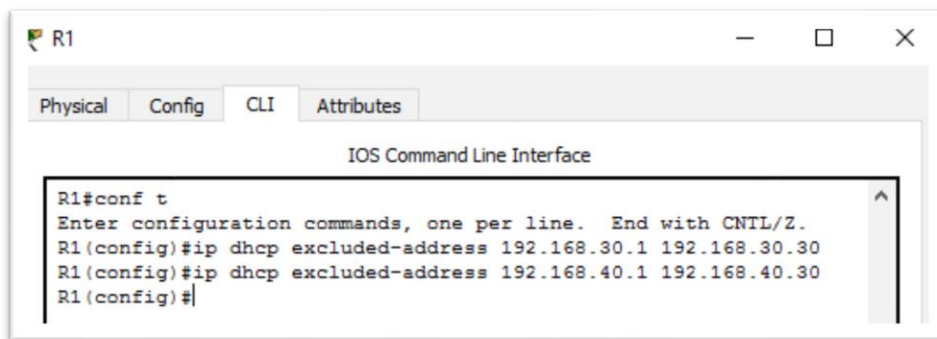 R1
Physical Config CLI Attributes
IOS Command Line Interface
R1#conf t
Enter configuration commands, one per line.  End with CNTL/Z.
R1(config)#ip dhcp excluded-address 192.168.30.1 192.168.30.30
R1(config)#ip dhcp excluded-address 192.168.40.1 192.168.40.30
R1(config)#